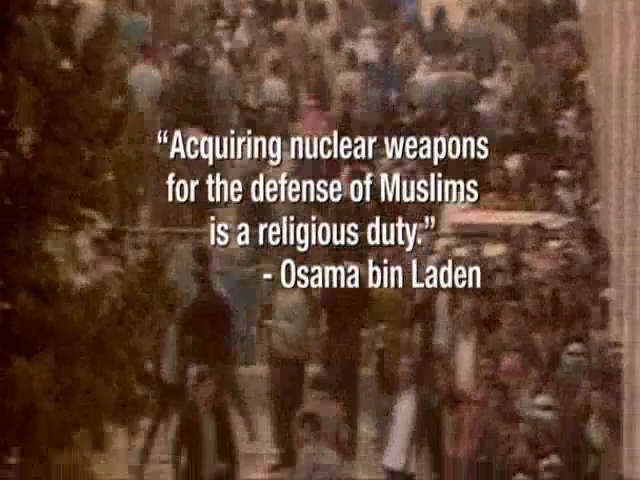 “Acquiring nuclear weapons
for the defense of Muslims
is a religious duty.”
- Osama bin Laden